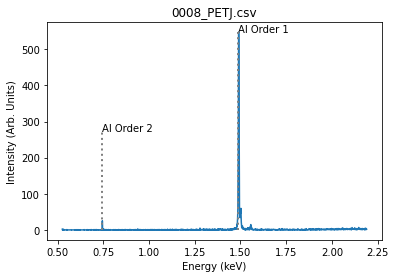 0008_PETJ.csv
Al Order 1
Al Order 2
Intensity (Arb. Units)
500
400
300
200
100
0
0.50 0.75 1.00 1.25 1.50 1.75 2.00 2.25
Energy (keV)